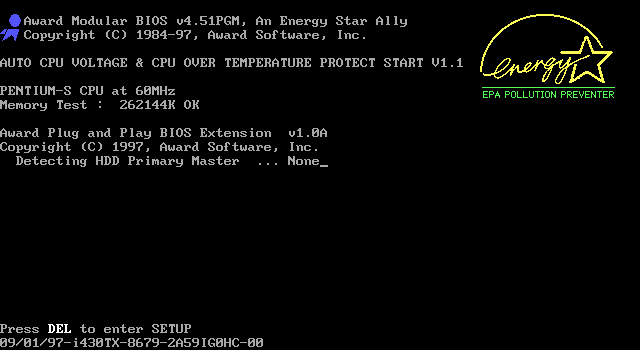 Award Modular BIOS v4.51PGM, An Energy Star Ally
Copyright (C) 1984-97, Award Software, Inc.
AUTO CPU VOLTAGE & CPU OVER TEMPERATURE PROTECT START V1.1
energy
EPA POLLUTION PREVENTER
PENTIUM-S CPU at 60MHz
Memory Test :  262144K OK
Award Plug and Play BIOS Extension  v1.0A
Copyright (C) 1997, Award Software, Inc.
Detecting HDD Primary Master  ... None_
Press DEL to enter SETUP
09/01/97-i430TX-8679-2A59IG0HC-00